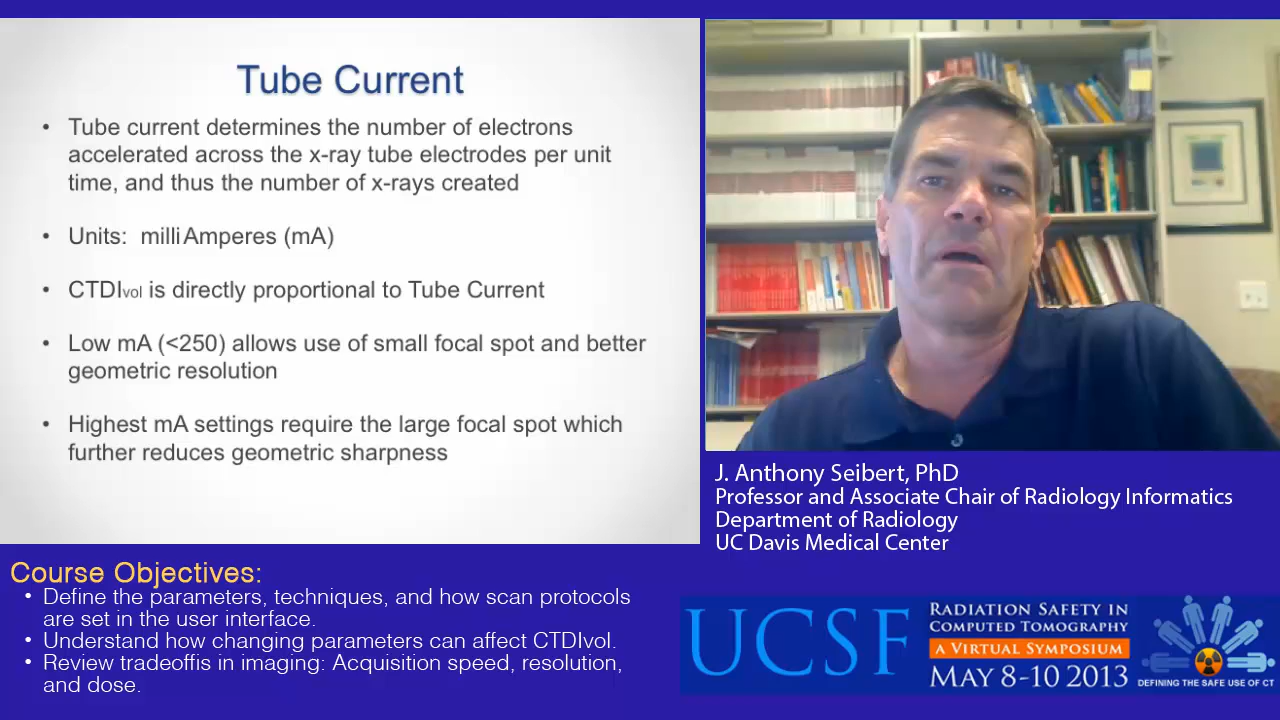 Tube Current
• Tube current determines the number of electrons
accelerated across the x-ray tube electrodes per unit
time, and thus the number of x-rays created
• Units: milliAmperes (mA)
• CTDIvol is directly proportional to Tube Current
• Low mA (<250) allows use of small focal spot and better
geometric resolution
• Highest mA settings require the large focal spot which
further reduces geometric sharpness
J. Anthony Seibert, PhD
Professor and Associate Chair of Radiology Informatics
Department of Radiology
UC Davis Medical Center
Course Objectives:
• Define the parameters, techniques, and how scan protocols
are set in the user interface.
• Understand how changing parameters can affect CTDIvol.
• Review tradeoffis in imaging: Acquisition speed, resolution,
and dose.
UCSF
RADIATION SAFETY IN
COMPUTED TOMOGRAPHY
A VIRTUAL SYMPOSIUM
MAY 8-10 2013
DEFINING THE SAFE USE OF CT